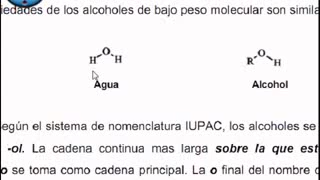 iedades de los alcoholes de bajo peso molecular son simila
H O H
R O H
Agua
Alcohol
según el sistema de nomenclatura IUPAC, los alcoholes se
-ol. La cadena continua mas larga sobre la que est
o se toma como cadena principal. La o final del nombre d